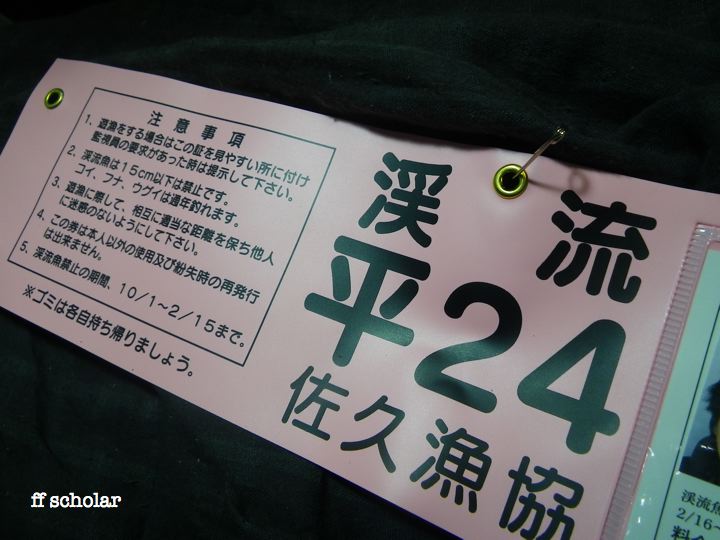 注意事項
1、遊漁をする場合はこの証を見やすい所に付け
監視員の要求があった時は提示して下さい。
2、渓流魚は15cm以下は禁止です。
コイ、フナ、ウグイは通年釣れます。
3、遊漁に際して、相互に適当な距離を保ち他人
に迷惑のないようにして下さい。
4、この券は本人以外の使用及び紛失時の再発行
は出来ません。
5、渓流魚禁止の期間、10/1〜2/15まで。
※ゴミは各自持ち帰りましょう。
渓流
平24
佐久漁協
渓流魚
2/16〜
料金
ff scholar